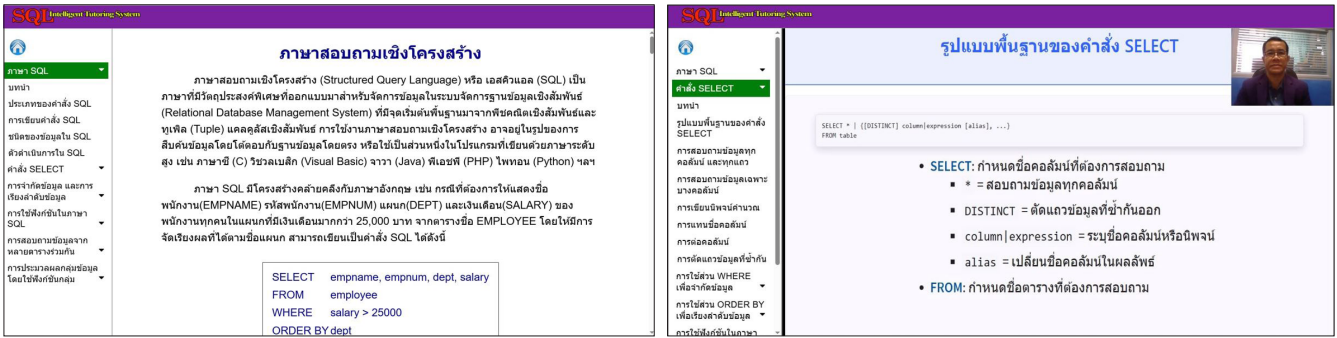 SQL Intelligent Tutoring System
ภาษา SQL
บทนำ
ประเภทของคำสั่ง SQL
การเขียนคำสั่ง SQL
ชนิดของข้อมูลใน SQL
ตัวดำเนินการใน SQL
คำสั่ง SELECT
การจำกัดข้อมูล และการ
เรียงลำดับข้อมูล
การใช้ฟังก์ชันในภาษา
SQL
การสอบถามข้อมูลจาก
หลายตารางร่วมกัน
การประมวลผลกลุ่มข้อมูล
โดยใช้ฟังก์ชันกลุ่ม
ภาษาสอบถามเชิงโครงสร้าง
ภาษาสอบถามเชิงโครงสร้าง (Structured Query Language) หรือ เอสคิวแอล (SQL) เป็น
ภาษาที่มีวัตถุประสงค์พิเศษที่ออกแบบมาสำหรับจัดการข้อมูลในระบบจัดการฐานข้อมูลเชิงสัมพันธ์
(Relational Database Management System) ที่มีจุดเริ่มต้นพื้นฐานมาจากพีชคณิตเชิงสัมพันธ์และ
ทูเพิล (Tuple) แคลคูลัสเชิงสัมพันธ์ การใช้งานภาษาสอบถามเชิงโครงสร้าง อาจอยู่ในรูปของการ
สืบค้นข้อมูลโดยโต้ตอบกับฐานข้อมูลโดยตรง หรือใช้เป็นส่วนหนึ่งในโปรแกรมที่เขียนด้วยภาษาระดับ
สูง เช่น ภาษาซี (C) วิชวลเบสิก (Visual Basic) จาวา (Java) พีเอชพี (PHP) ไพทอน (Python) ฯลฯ
ภาษา SQL มีโครงสร้างคล้ายคลึงกับภาษาอังกฤษ เช่น กรณีที่ต้องการให้แสดงชื่อ
พนักงาน(EMPNAME) รหัสพนักงาน(EMPNUM) แผนก(DEPT) และเงินเดือน(SALARY) ของ
พนักงานทุกคนในแผนกที่มีเงินเดือนมากกว่า 25,000 บาท จากตารางชื่อ EMPLOYEE โดยให้มีการ
จัดเรียงผลที่ได้ตามชื่อแผนก สามารถเขียนเป็นคำสั่ง SQL ได้ดังนี้
SELECT empname, empnum, dept, salary
FROM employee
WHERE salary > 25000
ORDER BY dept
SQL Intelligent Tutoring System
ภาษา SQL
คำสั่ง SELECT
บทนำ
รูปแบบพื้นฐานของคำสั่ง
SELECT
การสอบถามข้อมูลทุก
คอลัมน์ และทุกแถว
การสอบถามข้อมูลเฉพาะ
บางคอลัมน์
การเขียนนิพจน์คำนวณ
การแทนชื่อคอลัมน์
การต่อคอลัมน์
การตัดแถวข้อมูลที่ซ้ำกัน
การใช้ส่วน WHERE
เพื่อจำกัดข้อมูล
การใช้ส่วน ORDER BY
เพื่อเรียงลำดับข้อมูล
การใช้ฟังก์ชันในภาษา
รูปแบบพื้นฐานของคำสั่ง SELECT
SELECT * | {[DISTINCT] column|expression [alias], ...}
FROM table
• SELECT: กำหนดชื่อคอลัมน์ที่ต้องการสอบถาม
▪ * = สอบถามข้อมูลทุกคอลัมน์
▪ DISTINCT = ตัดแถวข้อมูลที่ซ้ำกันออก
▪ column|expression = ระบุชื่อคอลัมน์หรือนิพจน์
▪ alias = เปลี่ยนชื่อคอลัมน์ในผลลัพธ์
• FROM: กำหนดชื่อตารางที่ต้องการสอบถาม